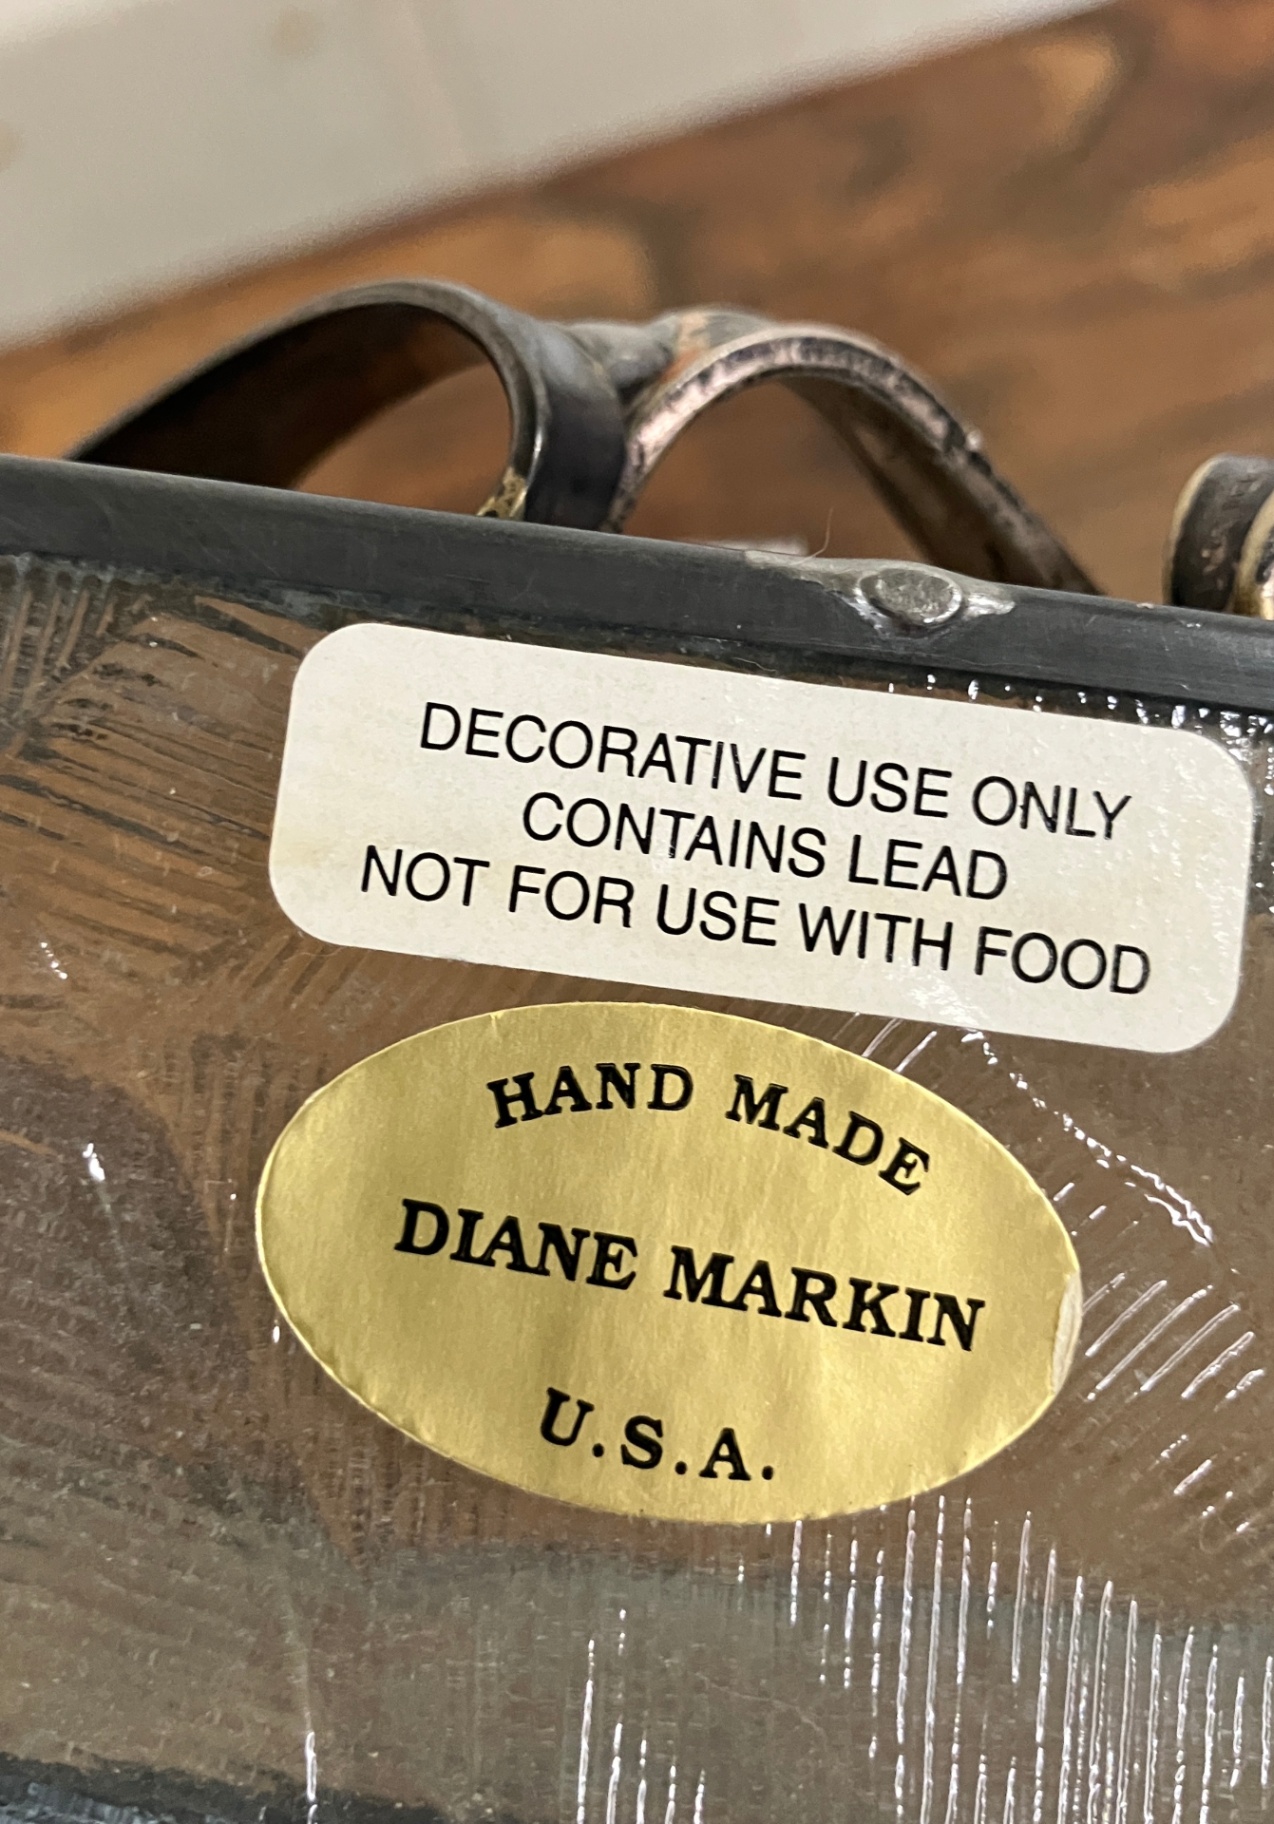 DECORATIVE USE ONLY
CONTAINS LEAD
NOT FOR USE WITH FOOD
HAND MADE
DIANE MARKIN
U.S.A.